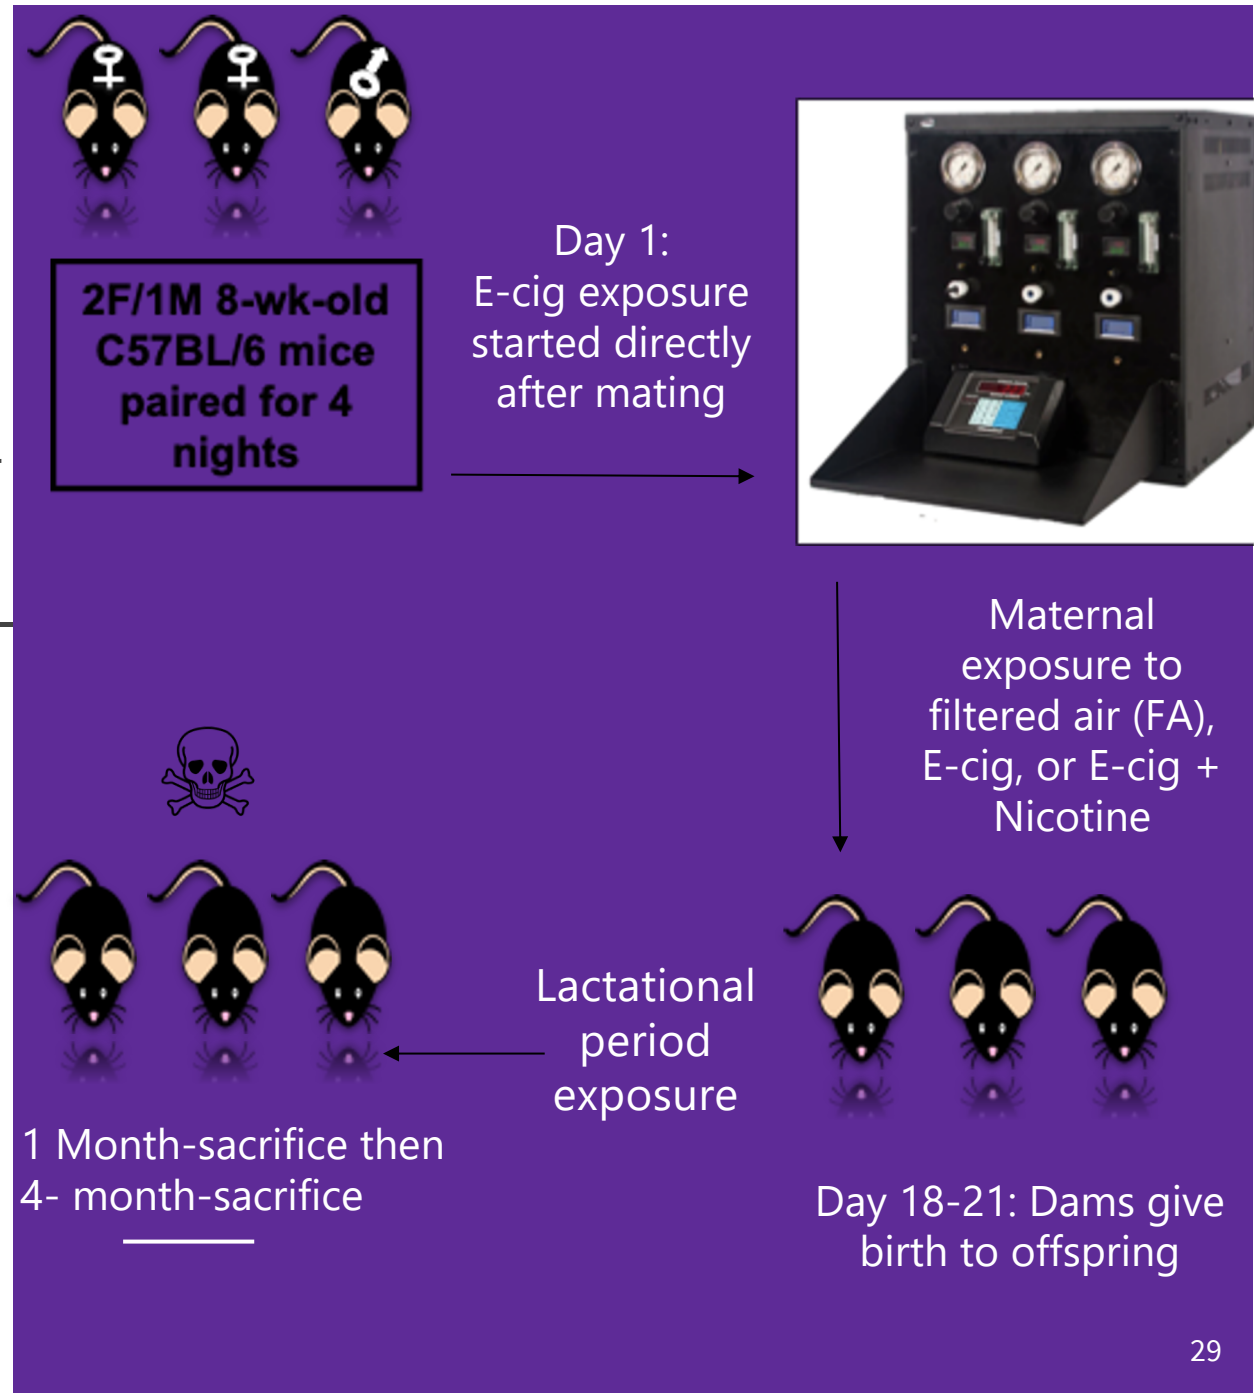 2F/1M 8-wk-old
C57BL/6 mice
paired for 4
nights
Day 1:
E-cig exposure
started directly
after mating
Maternal
exposure to
filtered air (FA),
E-cig, or E-cig +
Nicotine
Day 18-21: Dams give
birth to offspring
Lactational
period
exposure
1 Month-sacrifice then
4- month-sacrifice
29